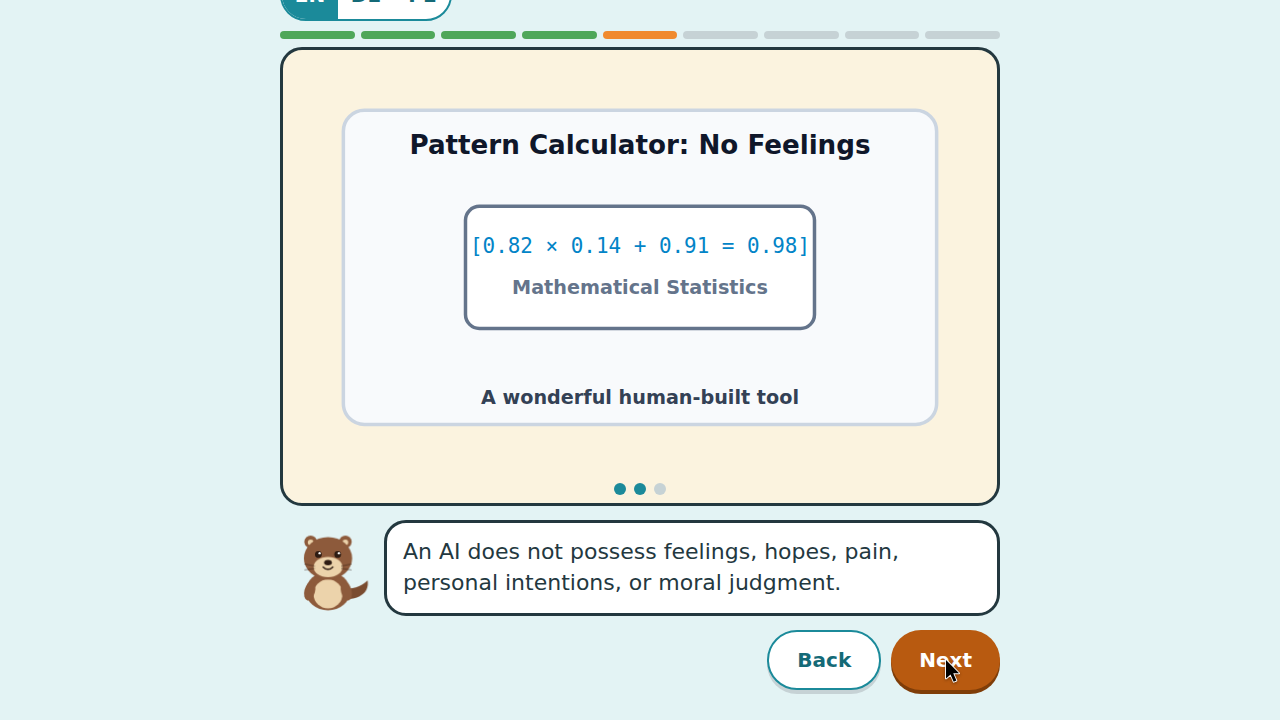 Pattern Calculator: No Feelings
[0.82 × 0.14 + 0.91 = 0.98]
Mathematical Statistics
A wonderful human-built tool
An AI does not possess feelings, hopes, pain,
personal intentions, or moral judgment.
Back
Next